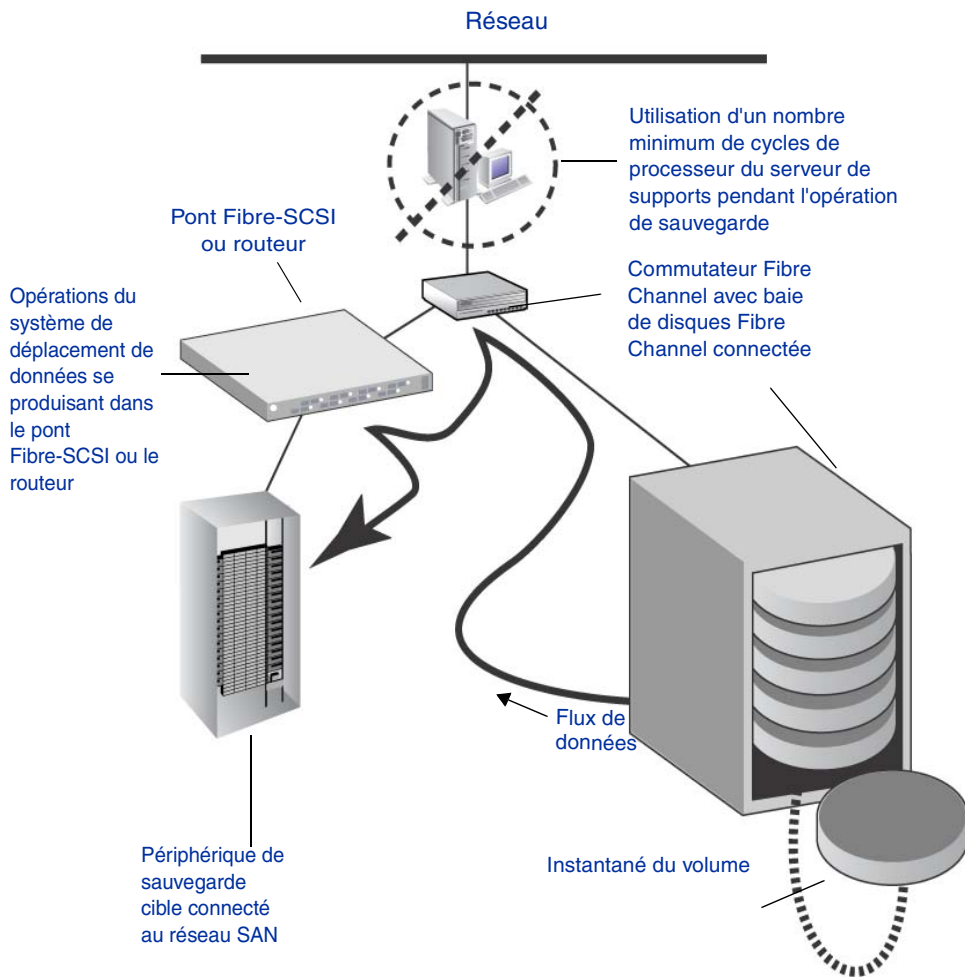 Réseau
Utilisation d'un nombre
minimum de cycles de
processeur du serveur de
supports pendant l'opération
de sauvegarde
Pont Fibre-SCSI
ou routeur
Commutateur Fibre
Channel avec baie
de disques Fibre
Channel connectée
Opérations du
système de
déplacement de
données se
produisant dans
le pont
Fibre-SCSI ou le
routeur
Flux de
données
Périphérique de
sauvegarde
cible connecté
au réseau SAN
Instantané du volume